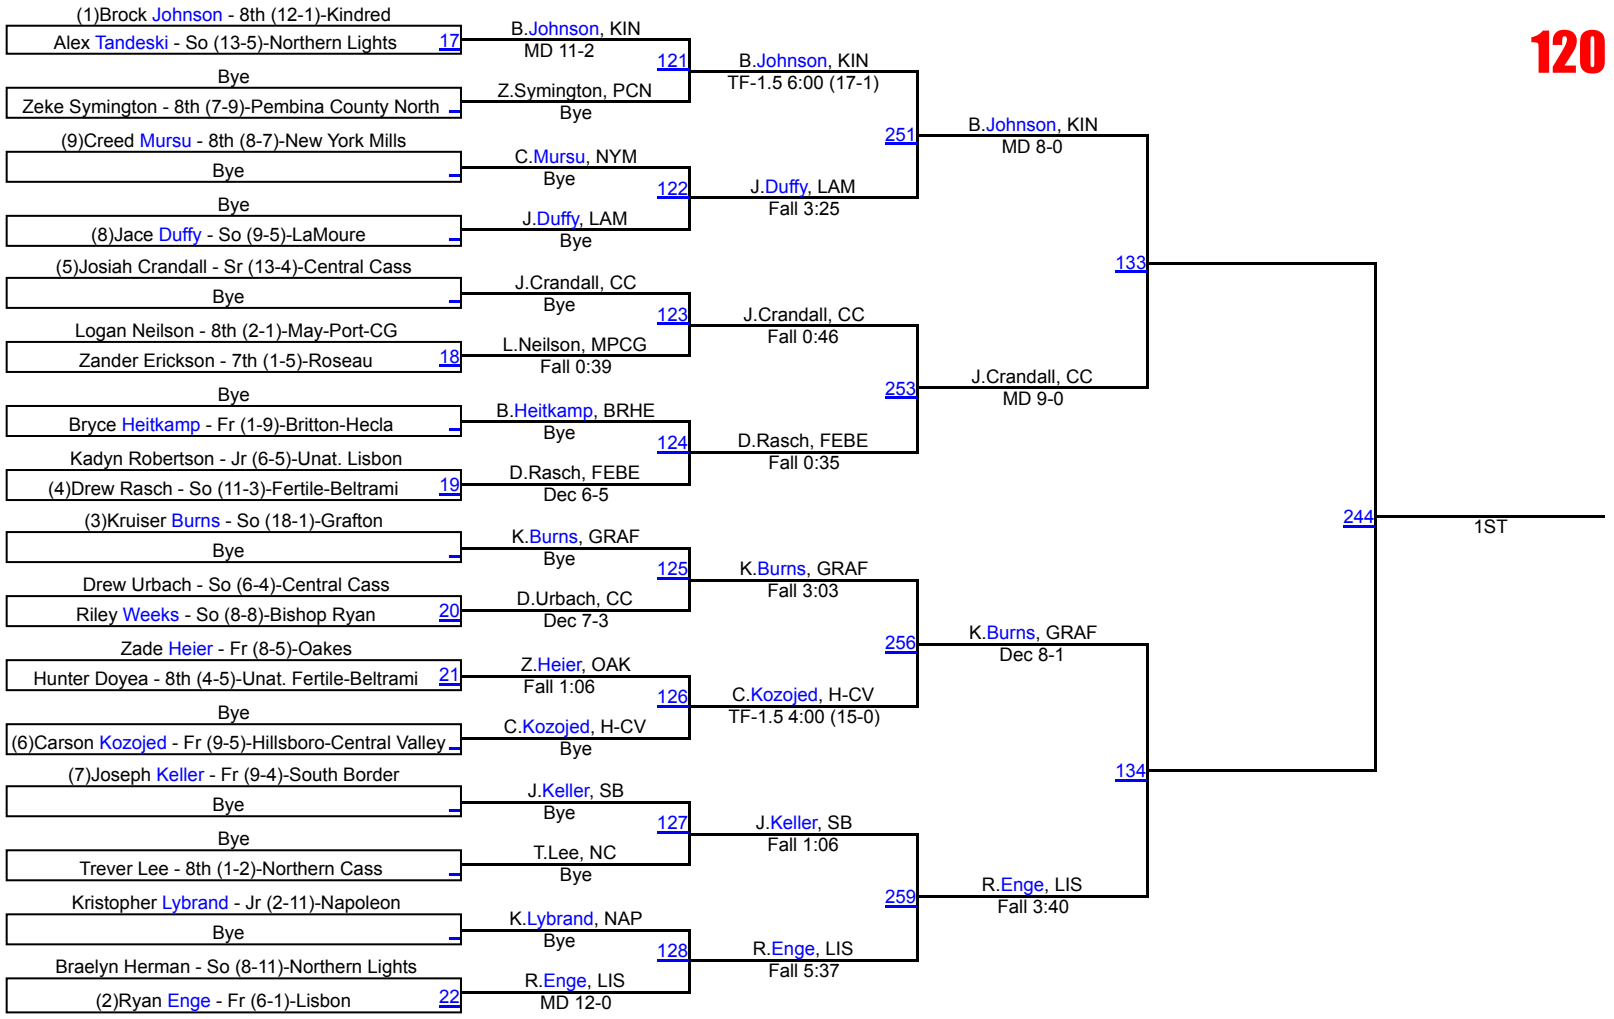 120
(1)Brock Johnson - 8th (12-1)-Kindred
Alex Tandeski - So (13-5)-Northern Lights 17
Bye
Zeke Symington - 8th (7-9)-Pembina County North
(9)Creed Mursu - 8th (8-7)-New York Mills
Bye
Bye
(8)Jace Duffy - So (9-5)-LaMoure
(5)Josiah Crandall - Sr (13-4)-Central Cass
Bye
Logan Neilson - 8th (2-1)-May-Port-CG
Zander Erickson - 7th (1-5)-Roseau 18
Bye
Bryce Heitkamp - Fr (1-9)-Britton-Hecla
Kadyn Robertson - Jr (6-5)-Unat. Lisbon
(4)Drew Rasch - So (11-3)-Fertile-Beltrami 19
(3)Kruiser Burns - So (18-1)-Grafton
Bye
Drew Urbach - So (6-4)-Central Cass
Riley Weeks - So (8-8)-Bishop Ryan 20
Zade Heier - Fr (8-5)-Oakes
Hunter Doyea - 8th (4-5)-Unat. Fertile-Beltrami 21
Bye
(6)Carson Kozojed - Fr (9-5)-Hillsboro-Central Valley
(7)Joseph Keller - Fr (9-4)-South Border
Bye
Bye
Trever Lee - 8th (1-2)-Northern Cass
Kristopher Lybrand - Jr (2-11)-Napoleon
Bye
Braelyn Herman - So (8-11)-Northern Lights
(2)Ryan Enge - Fr (6-1)-Lisbon 22
B.Johnson, KIN
MD 11-2
121
Z.Symington, PCN
Bye
C.Mursu, NYM
Bye
122
J.Duffy, LAM
Bye
J.Crandall, CC
Bye
123
L.Neilson, MPCG
Fall 0:39
B.Heitkamp, BRHE
Bye
124
D.Rasch, FEBE
Dec 6-5
K.Burns, GRAF
Bye
125
D.Urbach, CC
Dec 7-3
Z.Heier, OAK
Fall 1:06
126
C.Kozojed, H-CV
Bye
J.Keller, SB
Bye
127
T.Lee, NC
Bye
K.Lybrand, NAP
Bye
128
R.Enge, LIS
MD 12-0
B.Johnson, KIN
TF-1.5 6:00 (17-1)
251
J.Duffy, LAM
Fall 3:25
J.Crandall, CC
Fall 0:46
253
D.Rasch, FEBE
Fall 0:35
K.Burns, GRAF
Fall 3:03
256
C.Kozojed, H-CV
TF-1.5 4:00 (15-0)
J.Keller, SB
Fall 1:06
259
R.Enge, LIS
Fall 5:37
B.Johnson, KIN
MD 8-0
133
J.Crandall, CC
MD 9-0
K.Burns, GRAF
Dec 8-1
134
R.Enge, LIS
Fall 3:40
244
1ST